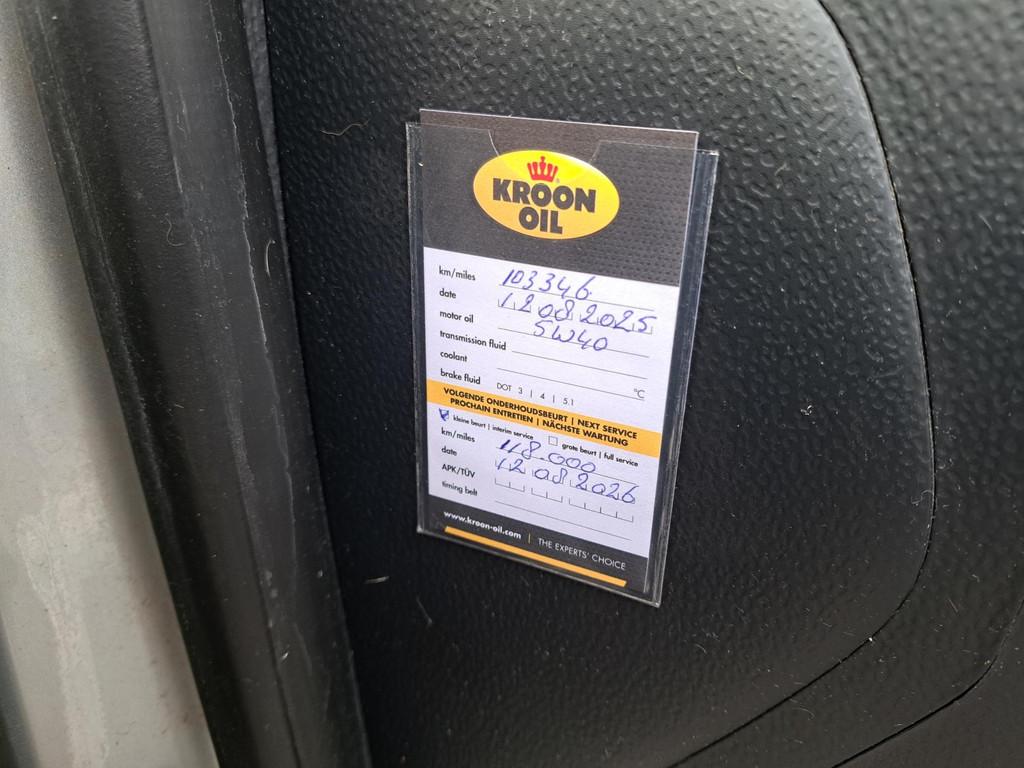 KROON
OIL
km/miles 103346
date 12 08 2025
motor oil 5W40
transmission fluid
coolant °C
brake fluid DOT 3 | 4 | 5.1
VOLGENDE ONDERHOUDSBEURT | NEXT SERVICE
PROCHAIN ENTRETIEN | NÄCHSTE WARTUNG
kleine beurt | interim service grote beurt | full service
km/miles 118000
date 12 08 2026
APK/TÜV
timing belt
www.kroon-oil.com | THE EXPERTS' CHOICE